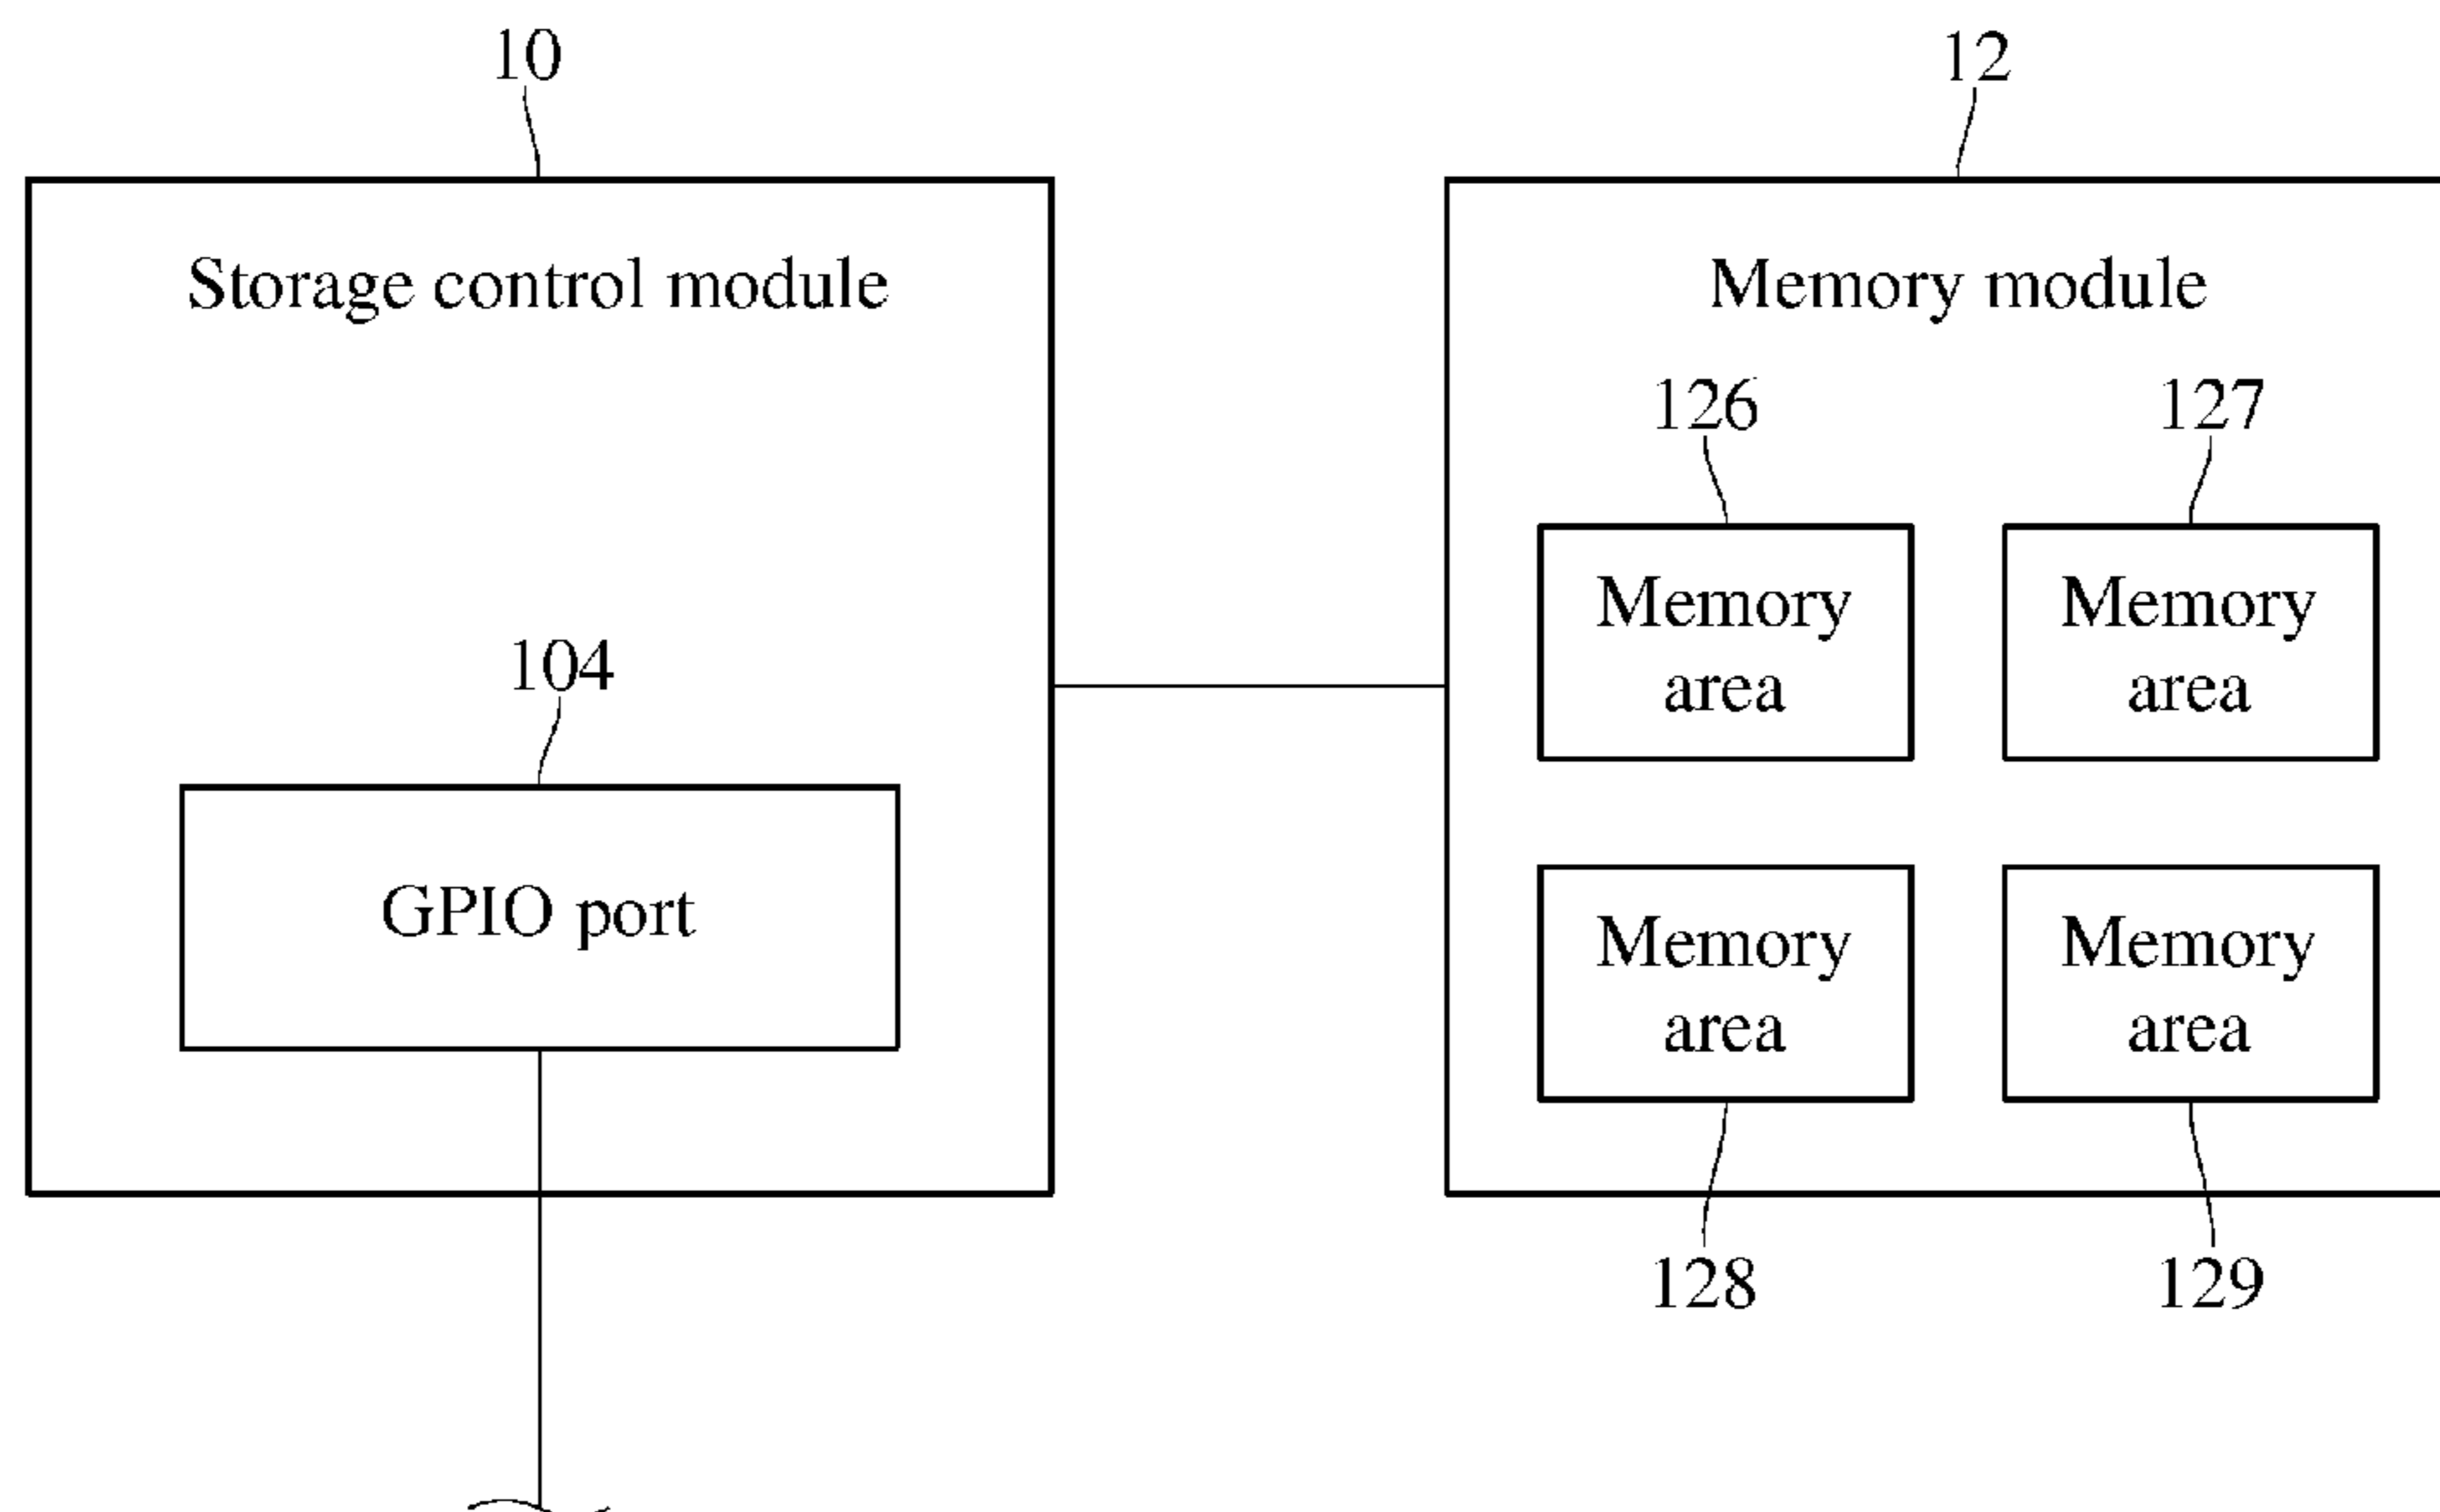 10
12
Storage control module
Memory module
126
127
Memory
area
Memory
area
104
GPIO port
Memory
area
Memory
area
128
129